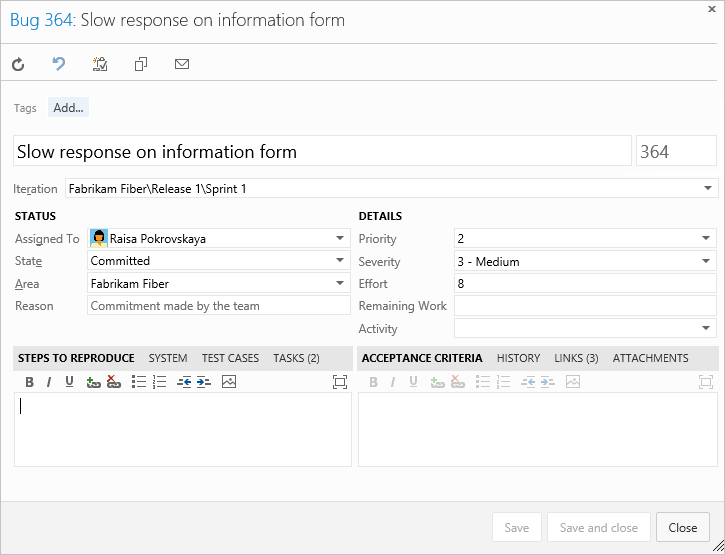 Bug 364: Slow response on information form
Tags Add...
Slow response on information form 364
Iteration Fabrikam Fiber\Release 1\Sprint 1
STATUS DETAILS
Assigned To Raisa Pokrovskaya Priority 2
State Committed Severity 3 - Medium
Area Fabrikam Fiber Effort 8
Reason Commitment made by the team Remaining Work
Activity
STEPS TO REPRODUCE SYSTEM TEST CASES TASKS (2) ACCEPTANCE CRITERIA HISTORY LINKS (3) ATTACHMENTS
B I U B I U
Save Save and close Close